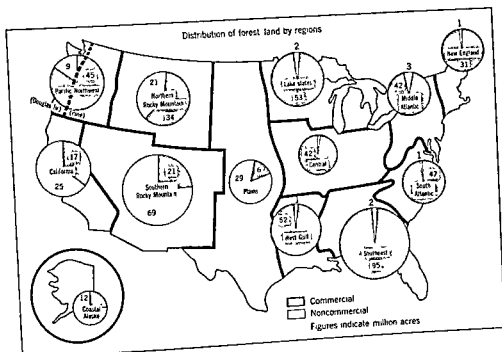 Distribution of forest land by regions
1
New England
31
2
Lake States
53
3
42
Middle Atlantic
9
45
Pacific Northwest
(Douglas fir)
(Pine)
21
Northern Rocky Mountain
34
17
California
25
21
Southern Rocky Mountain
69
29
6
Plains
42
Central
1
47
South Atlantic
52
West Gulf
2
Southeast
95
12
Coastal Alaska
Commercial
Noncommercial
Figures indicate million acres